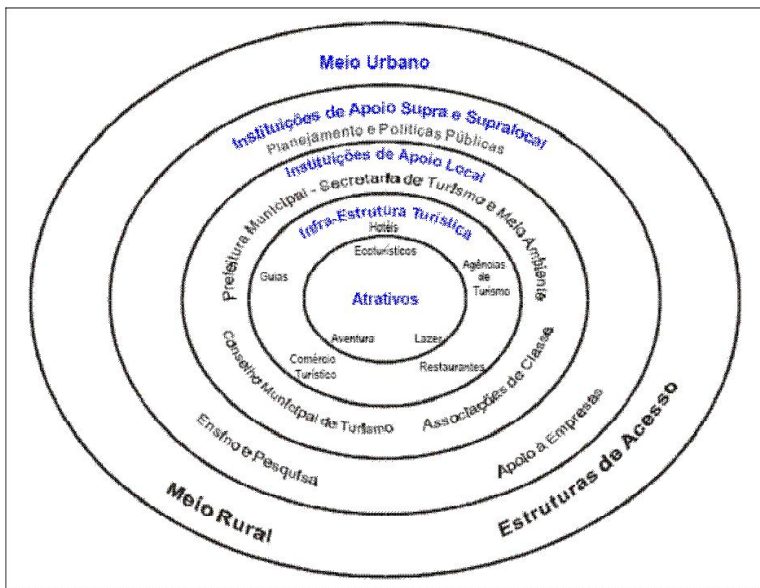 Meio Urbano
Instituições de Apoio Supra e Supralocal
Planejamento e Políticas Públicas
Instituições de Apoio Local
Prefeitura Municipal - Secretaria de Turismo e Meio Ambiente
Infra-Estrutura Turística
Hotéis
Ecoturísticos
Guias
Agências
de
Turismo
Atrativos
Aventura
Lazer
Comércio
Turístico
Restaurantes
Conselho Municipal de Turismo
Associações de Classe
Ensino e Pesquisa
Apoio à Empresas
Meio Rural
Estruturas de Acesso